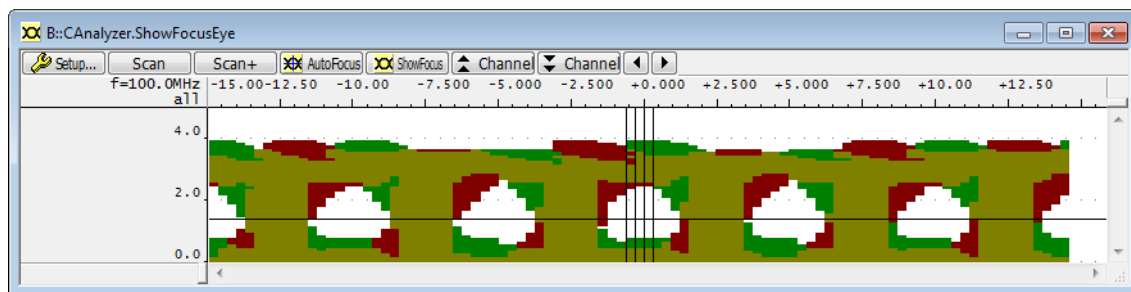 B::CAnalyzer.ShowFocusEye
Setup... Scan Scan+ AutoFocus ShowFocus Channel Channel
f=100.0MHz -15.00-12.50 -10.00 -7.500 -5.000 -2.500 +0.000 +2.500 +5.000 +7.500 +10.00 +12.50
all
4.0
2.0
0.0